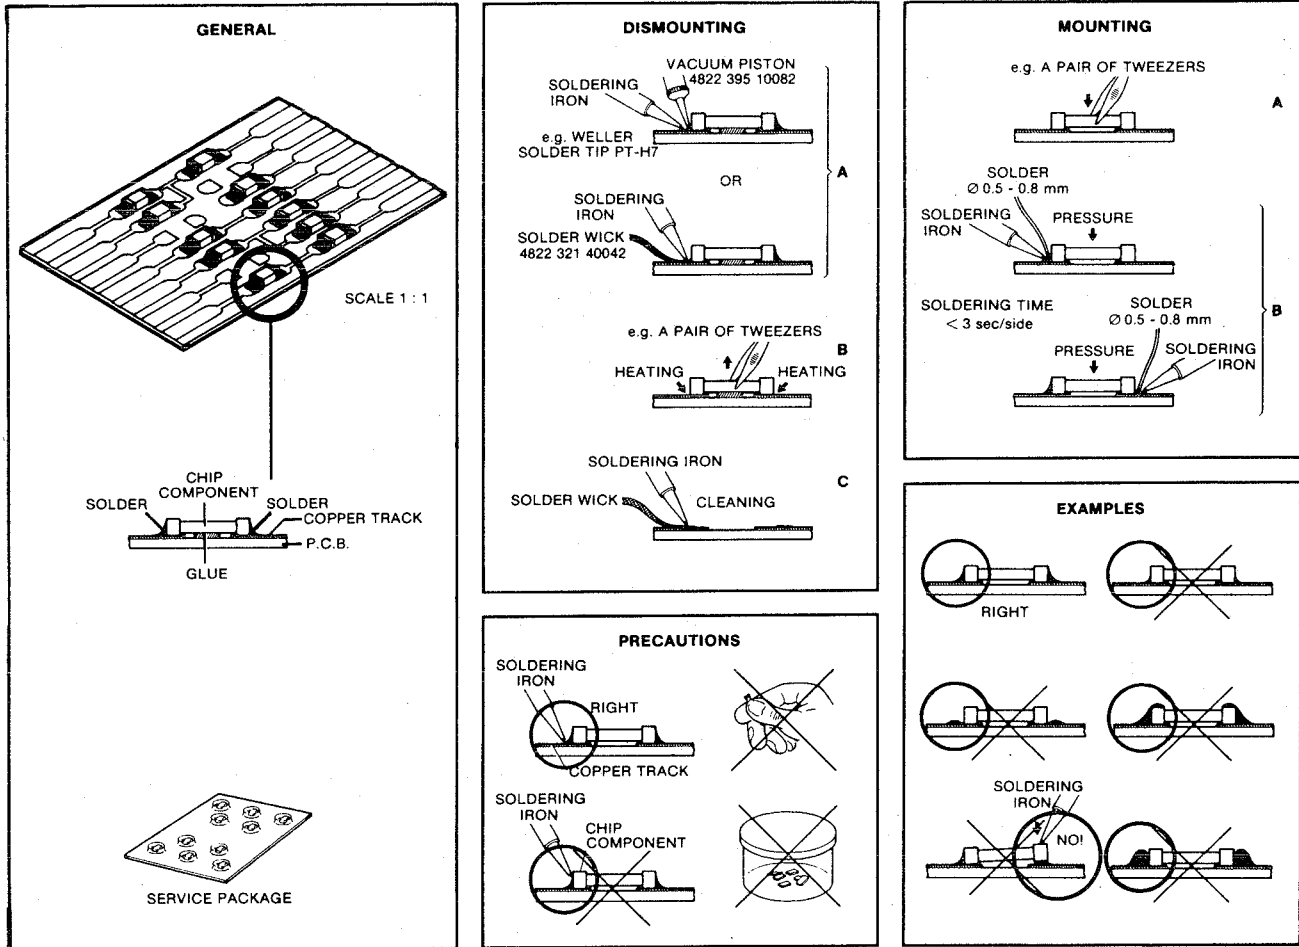 GENERAL
SCALE 1 : 1
CHIP
COMPONENT
SOLDER
SOLDER
COPPER TRACK
P.C.B.
GLUE
SERVICE PACKAGE
DISMOUNTING
VACUUM PISTON
4822 395 10082
SOLDERING
IRON
e.g. WELLER
SOLDER TIP PT-H7
A
OR
SOLDERING
IRON
SOLDER WICK
4822 321 40042
e.g. A PAIR OF TWEEZERS
B
HEATING
HEATING
SOLDERING IRON
C
SOLDER WICK
CLEANING
PRECAUTIONS
SOLDERING
IRON
RIGHT
COPPER TRACK
SOLDERING
IRON
CHIP
COMPONENT
MOUNTING
e.g. A PAIR OF TWEEZERS
A
SOLDER
Ø 0.5 - 0.8 mm
SOLDERING
IRON
PRESSURE
SOLDERING TIME
< 3 sec/side
SOLDER
Ø 0.5 - 0.8 mm
B
PRESSURE
SOLDERING
IRON
EXAMPLES
RIGHT
SOLDERING
IRON
NO!